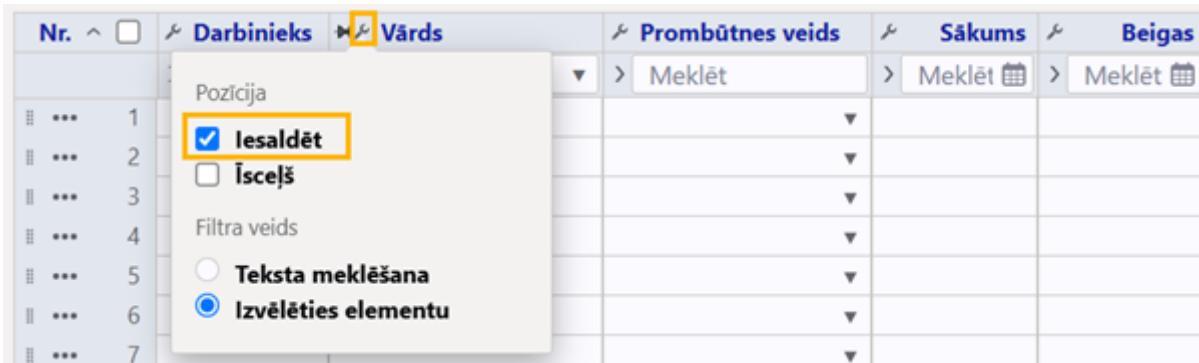 Nr. Darbinieks Vārds Prombūtnes veids Sākums Beigas
Meklēt Meklēt Meklēt
Pozīcija
1
Iesaldēt
2
Īsceļš
3
Filtra veids
4
Teksta meklēšana
5
Izvēlēties elementu
6
7